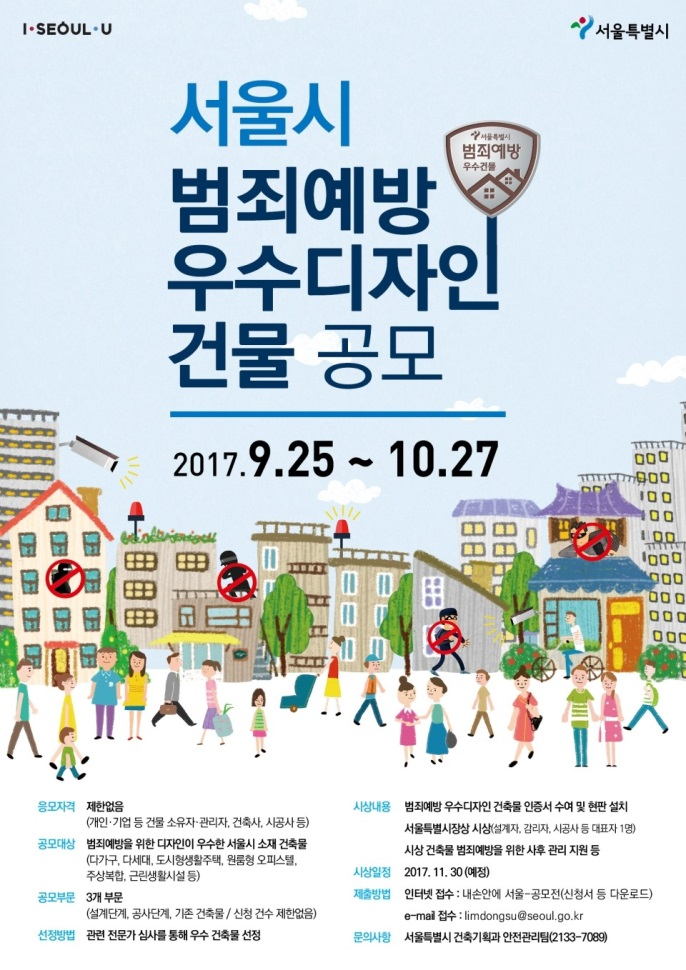 I·SEOUL·U
서울특별시
서울시
범죄예방
우수디자인
건물 공모
서울특별시
범죄예방
우수건물
2017.9.25 ~ 10.27
응모자격 제한없음
(개인·기업 등 건물 소유자·관리자, 건축사, 시공사 등)
공모대상 범죄예방을 위한 디자인이 우수한 서울시 소재 건축물
(다가구, 다세대, 도시형생활주택, 원룸형 오피스텔,
주상복합, 근린생활시설 등)
공모부문 3개 부문
(설계단계, 공사단계, 기존 건축물 / 신청 건수 제한없음)
선정방법 관련 전문가 심사를 통해 우수 건축물 선정
시상내용 범죄예방 우수디자인 건축물 인증서 수여 및 현판 설치
서울특별시장상 시상(설계자, 감리자, 시공사 등 대표자 1명)
시상 건축물 범죄예방을 위한 사후 관리 지원 등
시상일정 2017. 11. 30 (예정)
제출방법 인터넷 접수 : 내손안에 서울-공모전(신청서 등 다운로드)
e-mail 접수 : limdongsu@seoul.go.kr
문의사항 서울특별시 건축기획과 안전관리팀(2133-7089)